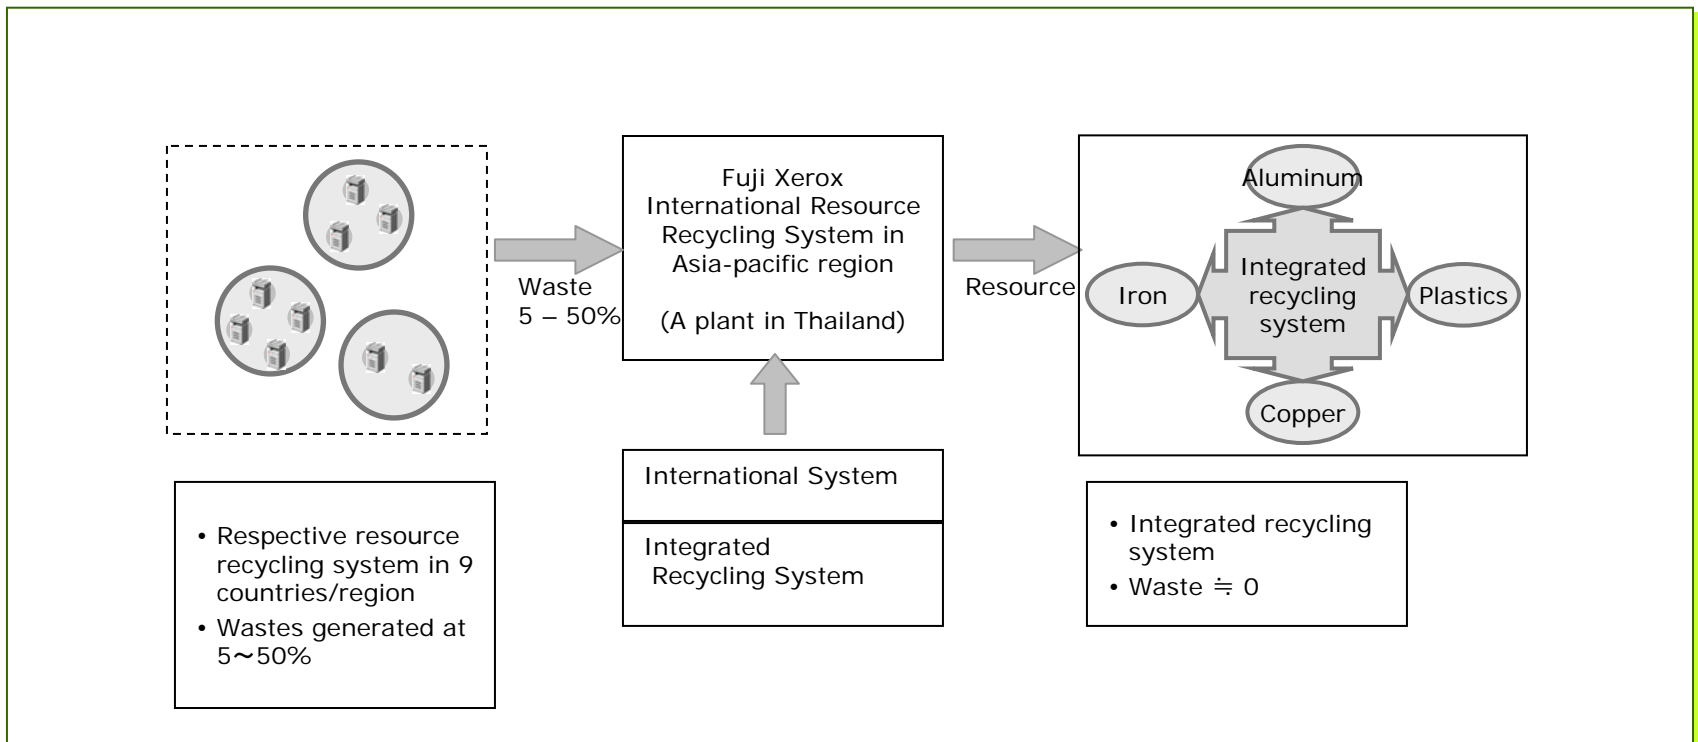 Fuji Xerox
International Resource
Recycling System in
Asia-pacific region
(A plant in Thailand)
Waste
5 – 50%
Resource
Aluminum
Iron
Integrated
recycling
system
Plastics
Copper
International System
Integrated
Recycling System
• Respective resource
recycling system in 9
countries/region
• Wastes generated at
5～50%
• Integrated recycling
system
• Waste ≒ 0